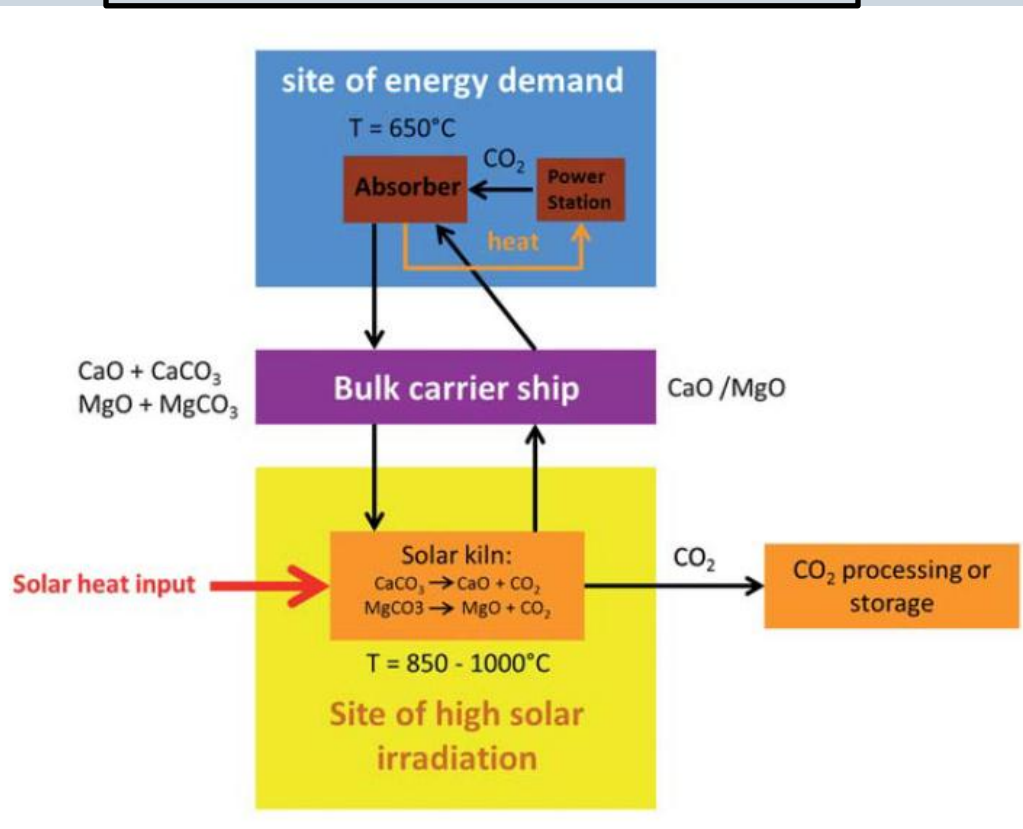 site of energy demand
T = 650°C
CO₂
Absorber
Power
Station
heat
CaO + CaCO₃
MgO + MgCO₃
Bulk carrier ship
CaO /MgO
Solar heat input
Solar kiln:
CaCO₃ → CaO + CO₂
MgCO3 → MgO + CO₂
CO₂
CO₂ processing or
storage
T = 850 - 1000°C
Site of high solar
irradiation